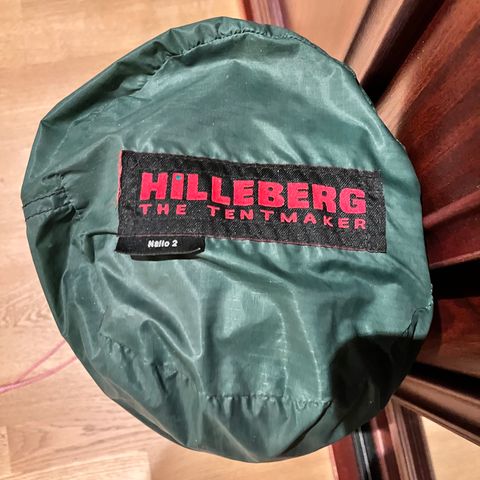 HILLEBERG
THE TENTMAKER
Nallo 2